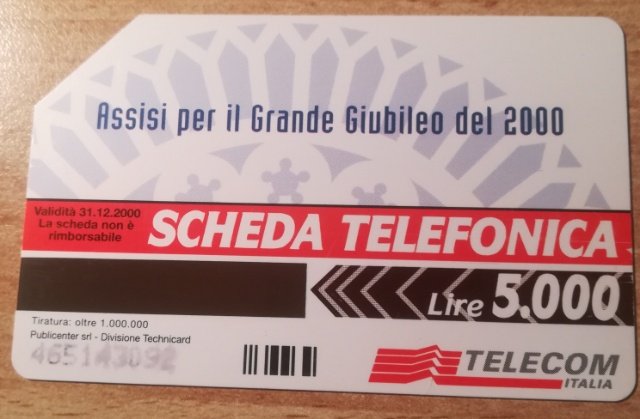 Assisi per il Grande Giubileo del 2000
Validità 31.12.2000
La scheda non è
rimborsabile
SCHEDA TELEFONICA
Lire 5.000
Tiratura: oltre 1.000.000
Publicenter srl - Divisione Technicard
465143092
TELECOM
ITALIA